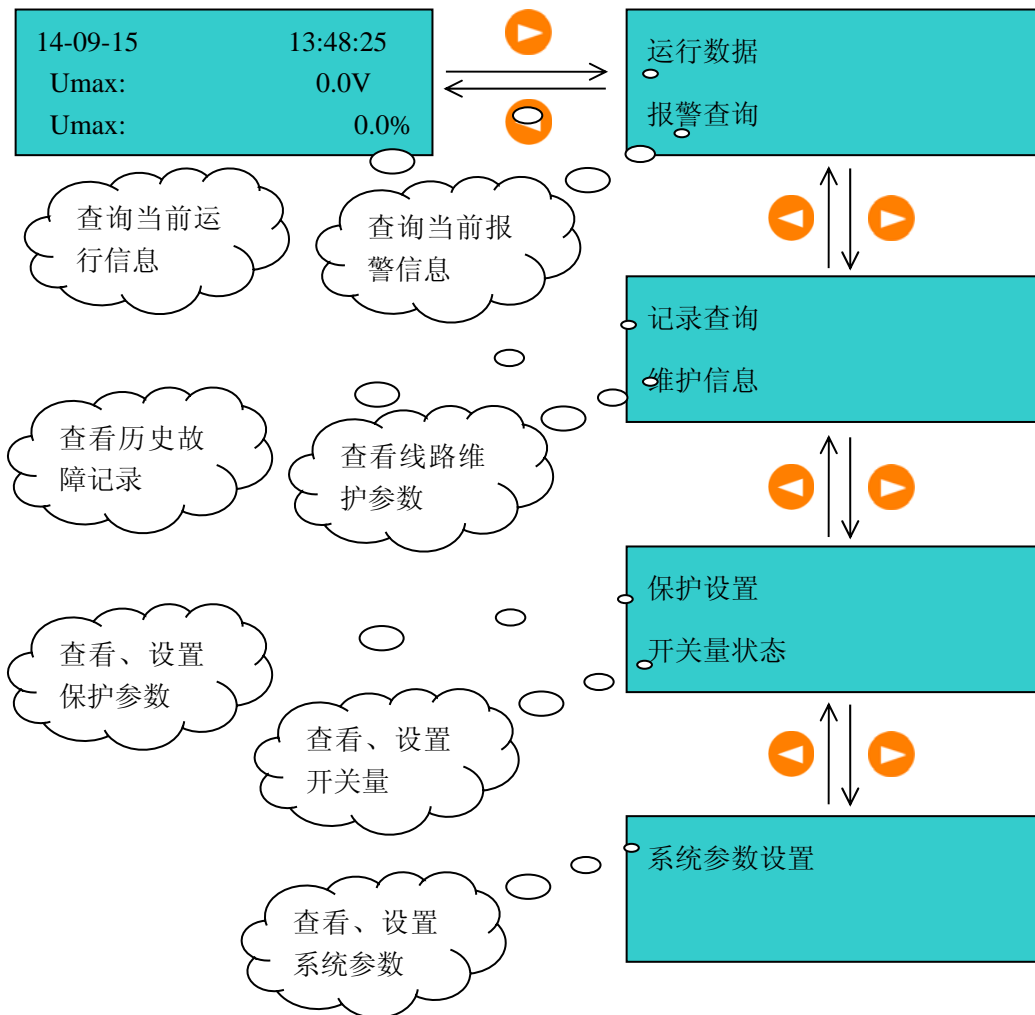 14-09-15 13:48:25
Umax: 0.0V
Umax: 0.0%
运行数据
报警查询
查询当前运
行信息
查询当前报
警信息
记录查询
维护信息
查看历史故
障记录
查看线路维
护参数
保护设置
开关量状态
查看、设置
保护参数
查看、设置
开关量
系统参数设置
查看、设置
系统参数